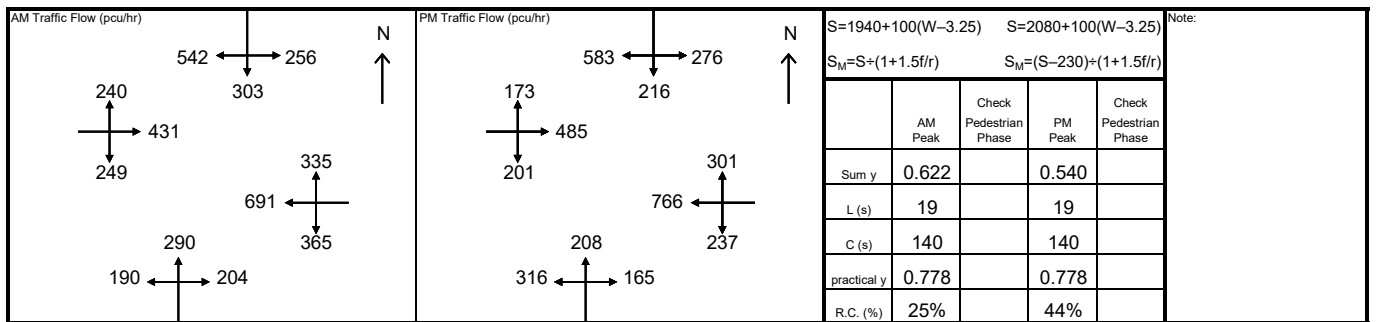 AM Traffic Flow (pcu/hr)
N
542 256
303
240
431
249
335
691
365
290
190 204
PM Traffic Flow (pcu/hr)
N
583 276
216
173
485
201
301
766
237
208
316 165
S=1940+100(W–3.25) S=2080+100(W–3.25)
SM=S÷(1+1.5f/r) SM=(S–230)÷(1+1.5f/r)
AM Peak Check Pedestrian Phase PM Peak Check Pedestrian Phase
Sum y 0.622 0.540
L (s) 19 19
C (s) 140 140
practical y 0.778 0.778
R.C. (%) 25% 44%
Note: